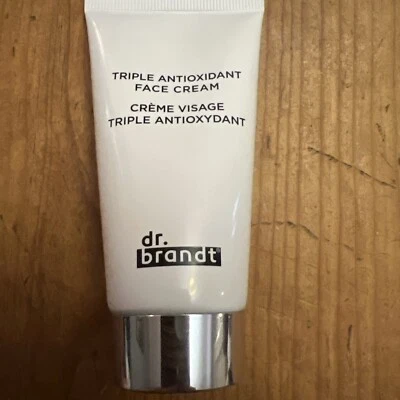 TRIPLE ANTIOXIDANT
FACE CREAM
CRÈME VISAGE
TRIPLE ANTIOXYDANT
dr.
brandt